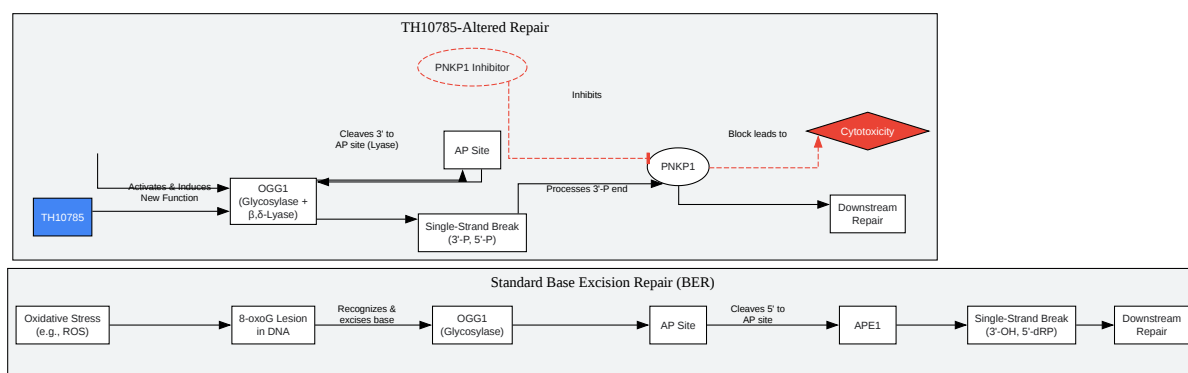 TH10785-Altered Repair
PNKP1 Inhibitor
Inhibits
Cleaves 3' to
AP site (Lyase)
AP Site
Block leads to
Cytotoxicity
PNKP1
Activates & Induces
New Function
TH10785
OGG1
(Glycosylase +
β,δ-Lyase)
Processes 3'-P end
Single-Strand Break
(3'-P, 5'-P)
Downstream
Repair
Standard Base Excision Repair (BER)
Oxidative Stress
(e.g., ROS)
8-oxoG Lesion
in DNA
Recognizes &
excises base
OGG1
(Glycosylase)
AP Site
Cleaves 5' to
AP site
APE1
Single-Strand Break
(3'-OH, 5'-dRP)
Downstream
Repair